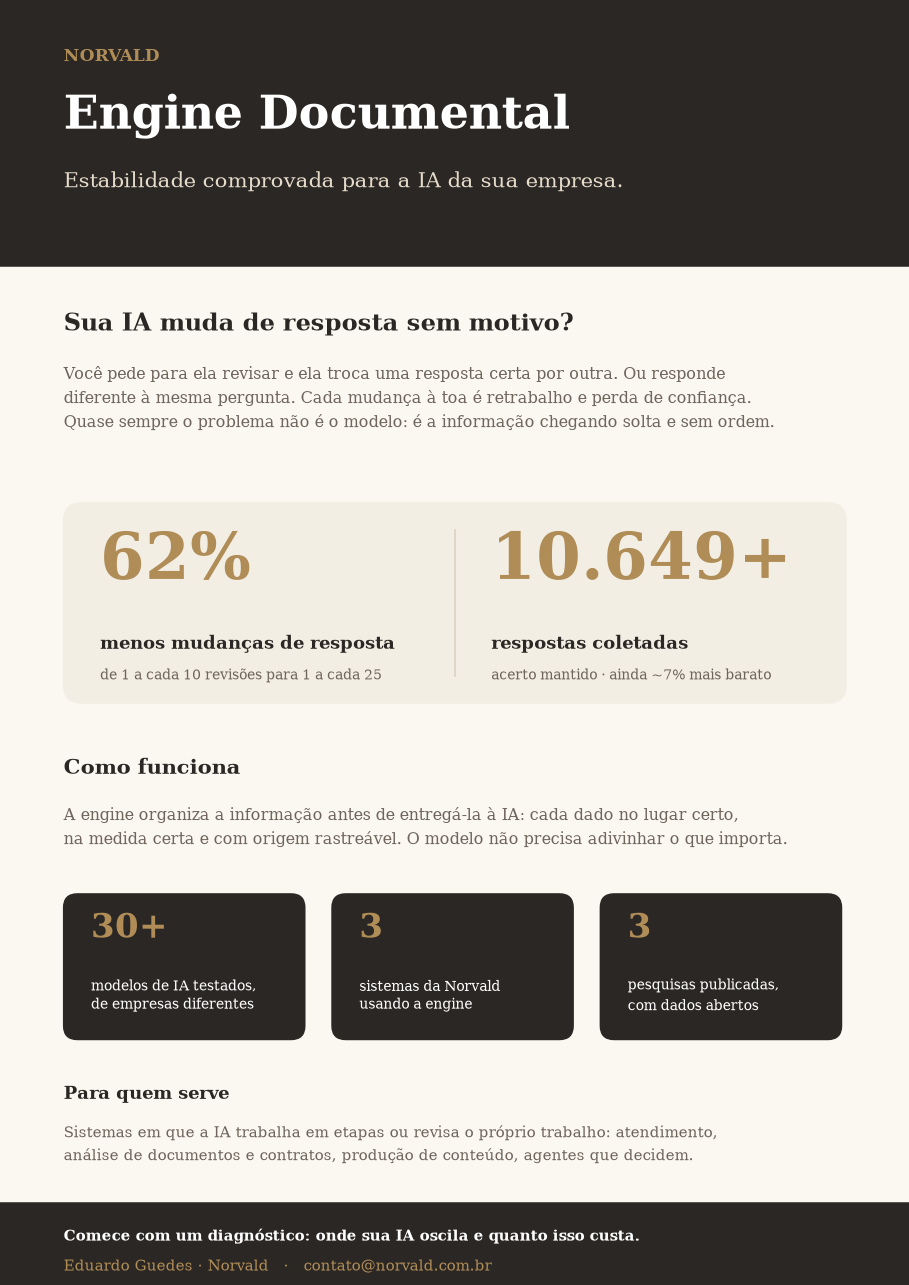 NORVALD
Engine Documental
Estabilidade comprovada para a IA da sua empresa.
Sua IA muda de resposta sem motivo?
Você pede para ela revisar e ela troca uma resposta certa por outra. Ou responde
diferente à mesma pergunta. Cada mudança à toa é retrabalho e perda de confiança.
Quase sempre o problema não é o modelo: é a informação chegando solta e sem ordem.
62%
menos mudanças de resposta
de 1 a cada 10 revisões para 1 a cada 25
10.649+
respostas coletadas
acerto mantido · ainda ~7% mais barato
Como funciona
A engine organiza a informação antes de entregá-la à IA: cada dado no lugar certo,
na medida certa e com origem rastreável. O modelo não precisa adivinhar o que importa.
30+
modelos de IA testados,
de empresas diferentes
3
sistemas da Norvald
usando a engine
3
pesquisas publicadas,
com dados abertos
Para quem serve
Sistemas em que a IA trabalha em etapas ou revisa o próprio trabalho: atendimento,
análise de documentos e contratos, produção de conteúdo, agentes que decidem.
Comece com um diagnóstico: onde sua IA oscila e quanto isso custa.
Eduardo Guedes · Norvald · contato@norvald.com.br